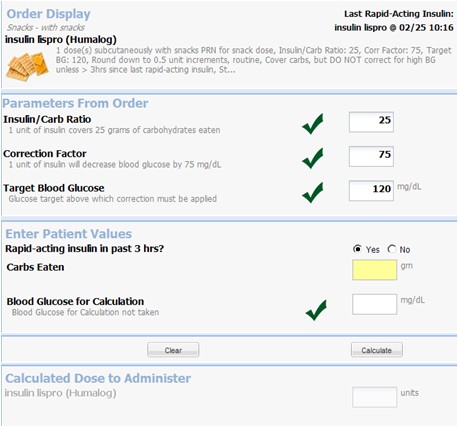 Order Display
Last Rapid-Acting Insulin:
Snacks - with snacks
insulin lispro @ 02/25 10:16
insulin lispro (Humalog)
1 dose(s) subcutaneously with snacks PRN for snack dose, Insulin/Carb Ratio: 25, Corr Factor: 75, Target
BG: 120, Round down to 0.5 unit increments, routine, Cover carbs, but DO NOT correct for high BG
unless > 3hrs since last rapid-acting insulin, St...
Parameters From Order
Insulin/Carb Ratio
25
1 unit of insulin covers 25 grams of carbohydrates eaten
Correction Factor
75
1 unit of insulin will decrease blood glucose by 75 mg/dL
Target Blood Glucose
120 mg/dL
Glucose target above which correction must be applied
Enter Patient Values
Rapid-acting insulin in past 3 hrs?
Yes No
Carbs Eaten
gm
Blood Glucose for Calculation
mg/dL
Blood Glucose for Calculation not taken
Clear
Calculate
Calculated Dose to Administer
insulin lispro (Humalog)
units